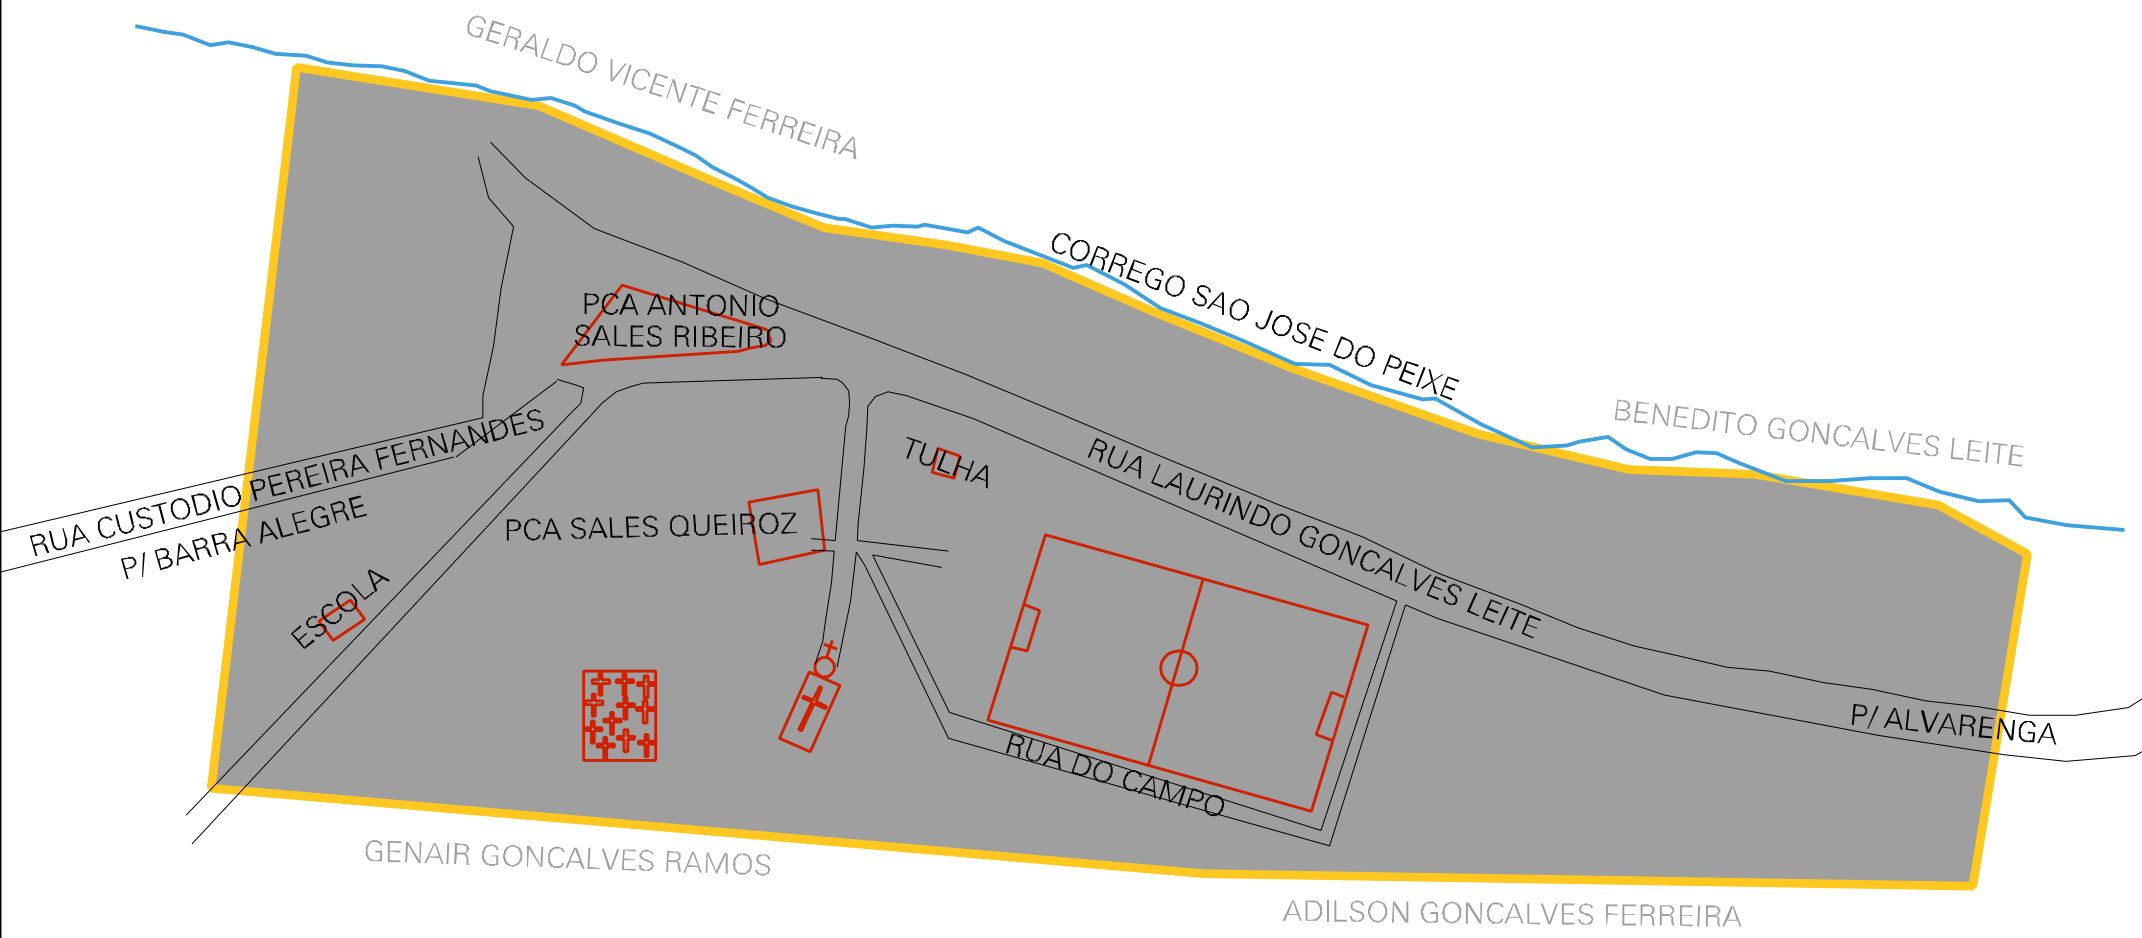 GERALDO VICENTE FERREIRA
CORREGO SAO JOSE DO PEIXE
BENEDITO GONCALVES LEITE
PCA ANTONIO
SALES RIBEIRO
RUA CUSTODIO PEREIRA FERNANDES
P/ BARRA ALEGRE
TULHA
RUA LAURINDO GONCALVES LEITE
PCA SALES QUEIROZ
ESCOLA
RUA DO CAMPO
P/ ALVARENGA
GENAIR GONCALVES RAMOS
ADILSON GONCALVES FERREIRA